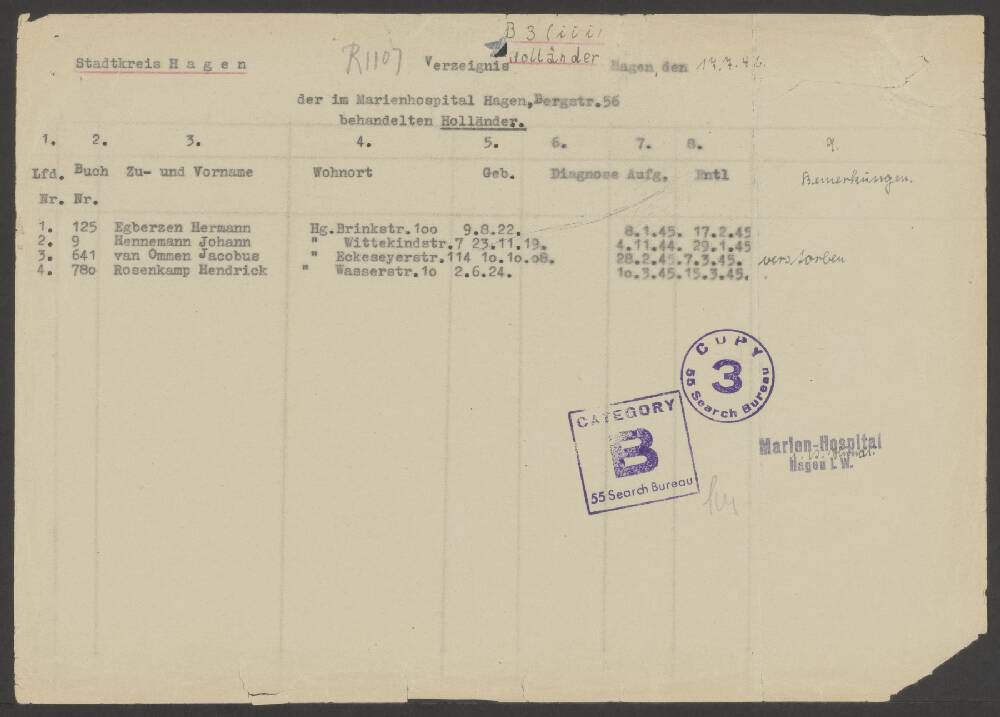 B 3 (iii)
Stadtkreis H a g e n R1107 Verzeignis Holländer Hagen, den 17.7.46.
der im Marienhospital Hagen, Bergstr.56
behandelten Holländer.
1. 2. 3. 4. 5. 6. 7. 8. 9.
Lfd. Buch Zu- und Vorname Wohnort Geb. Diagnose Aufg. Entl Bemerkungen.
Nr. Nr.
1. 125 Egberzen Hermann Hg.Brinkstr.1oo 9.8.22. 8.1.45. 17.2.45
2. 9 Hennemann Johann " Wittekindstr.7 23.11.19. 4.11.44. 29.1.45
3. 641 van Ommen Jacobus " Eckeseyerstr.114 1o.1o.o8. 28.2.45.7.3.45. verstorben
4. 78o Rosenkamp Hendrick " Wasserstr.1o 2.6.24. 1o.3.45.15.3.45.
COPY
3
55 Search Bureau
CATEGORY
B
55 Search Bureau
Marien-Hospital
Hagen i. W.